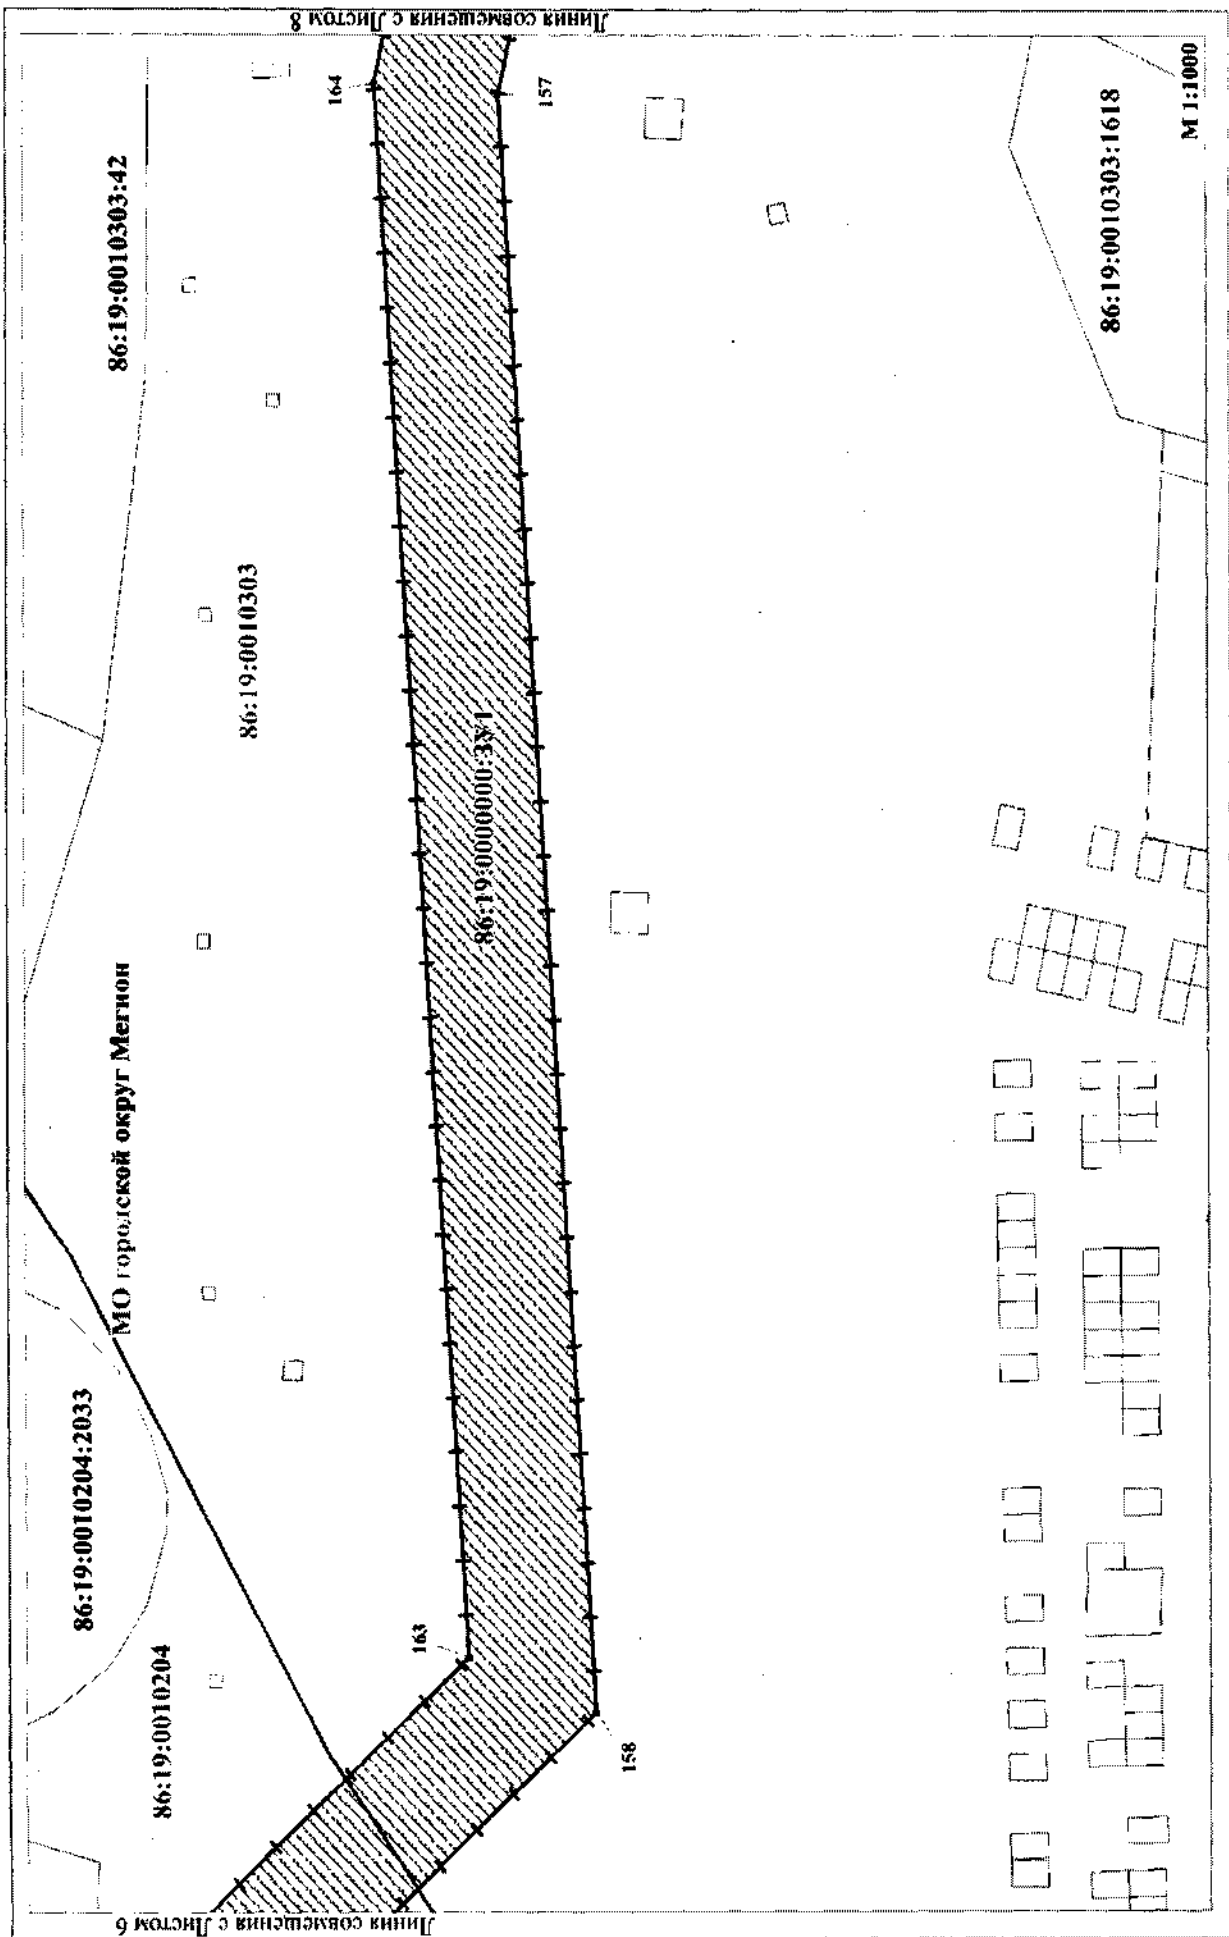 Линия совмещения с Листом 8
164
157
86:19:0010303:42
86:19:0010303:1618
М 1:1000
86:19:0010303
86:19:0000000:ЗУ1
МО городской округ Мегион
86:19:0010204:2033
86:19:0010204
163
158
Линия совмещения с Листом 6